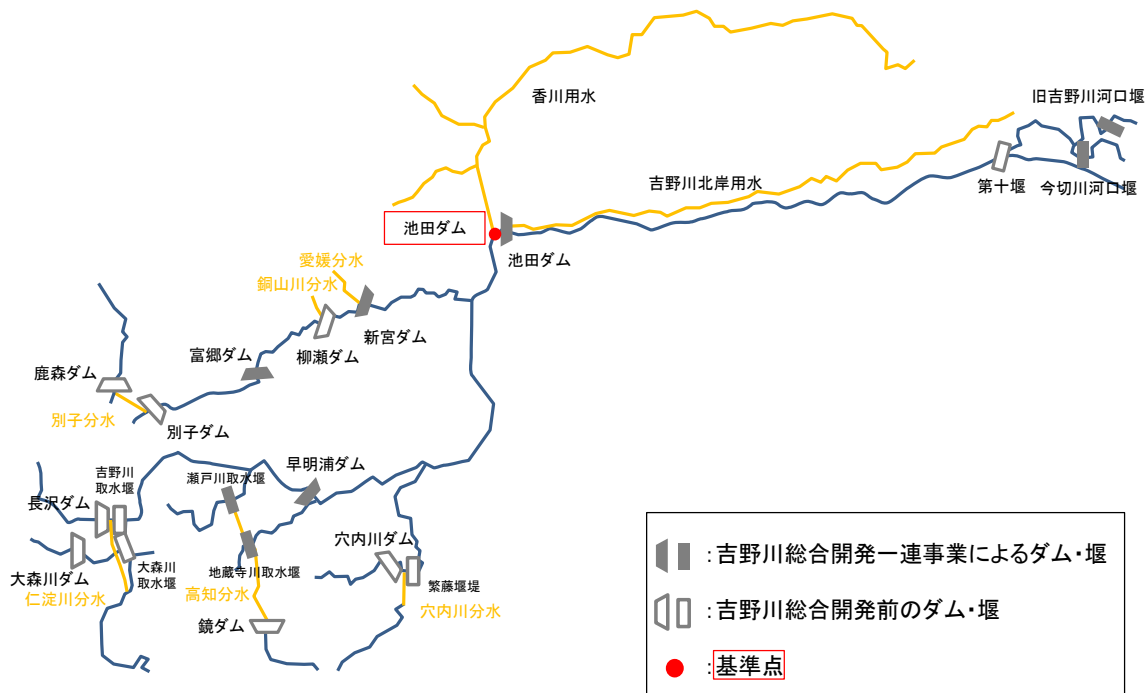 香川用水
旧吉野川河口堰
吉野川北岸用水
第十堰
今切川河口堰
池田ダム
池田ダム
愛媛分水
銅山川分水
新宮ダム
柳瀬ダム
富郷ダム
鹿森ダム
別子分水
別子ダム
吉野川
取水堰
長沢ダム
瀬戸川取水堰
早明浦ダム
穴内川ダム
大森川ダム
大森川
取水堰
地蔵寺川取水堰
繁藤堰堤
仁淀川分水
高知分水
穴内川分水
鏡ダム
:吉野川総合開発一連事業によるダム・堰
:吉野川総合開発前のダム・堰
:基準点